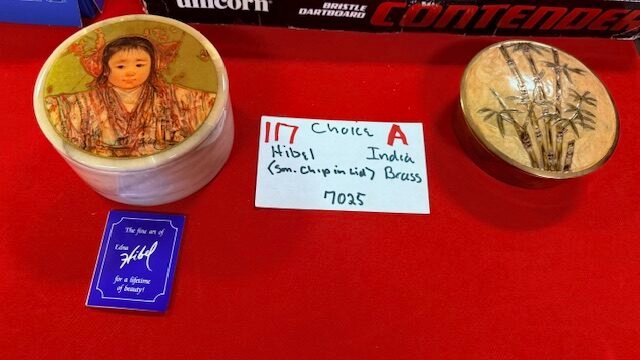 unicorn
BRISTLE
DARTBOARD
CONTENDER
117 Choice A
Hibel India
(Sm. Chip in Lid) Brass
7025
The fine art of
Edna
Hibel
for a lifetime
of beauty!